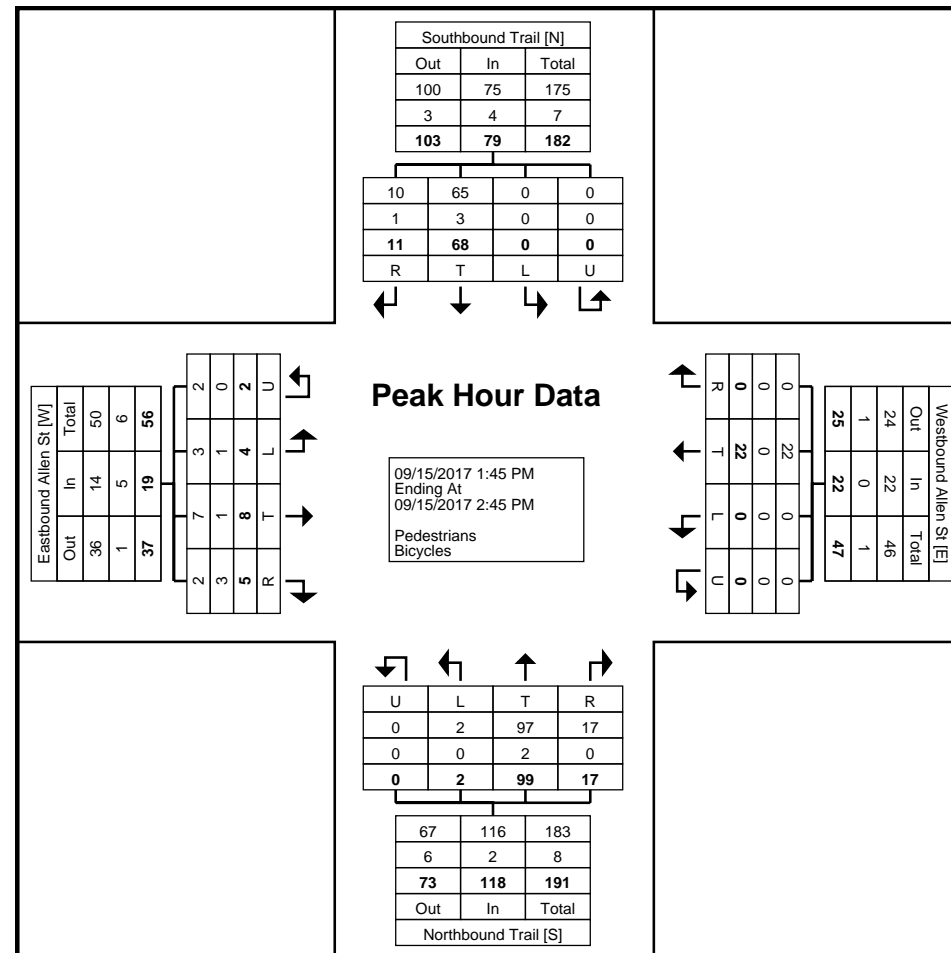 Southbound Trail [N]
Out In Total
100 75 175
3 4 7
103 79 182
10 65 0 0
1 3 0 0
11 68 0 0
R T L U
Eastbound Allen St [W]
Total In Out
50 14 36
6 5 1
56 19 37
2 3 7 2
0 1 1 3
2 4 8 5
U L T R
Peak Hour Data
09/15/2017 1:45 PM
Ending At
09/15/2017 2:45 PM
Pedestrians
Bicycles
R T L U
0 22 0 0
0 0 0 0
0 22 0 0
25 22 47
1 0 1
24 22 46
Out In Total
Westbound Allen St [E]
U L T R
0 2 97 17
0 0 2 0
0 2 99 17
67 116 183
6 2 8
73 118 191
Out In Total
Northbound Trail [S]